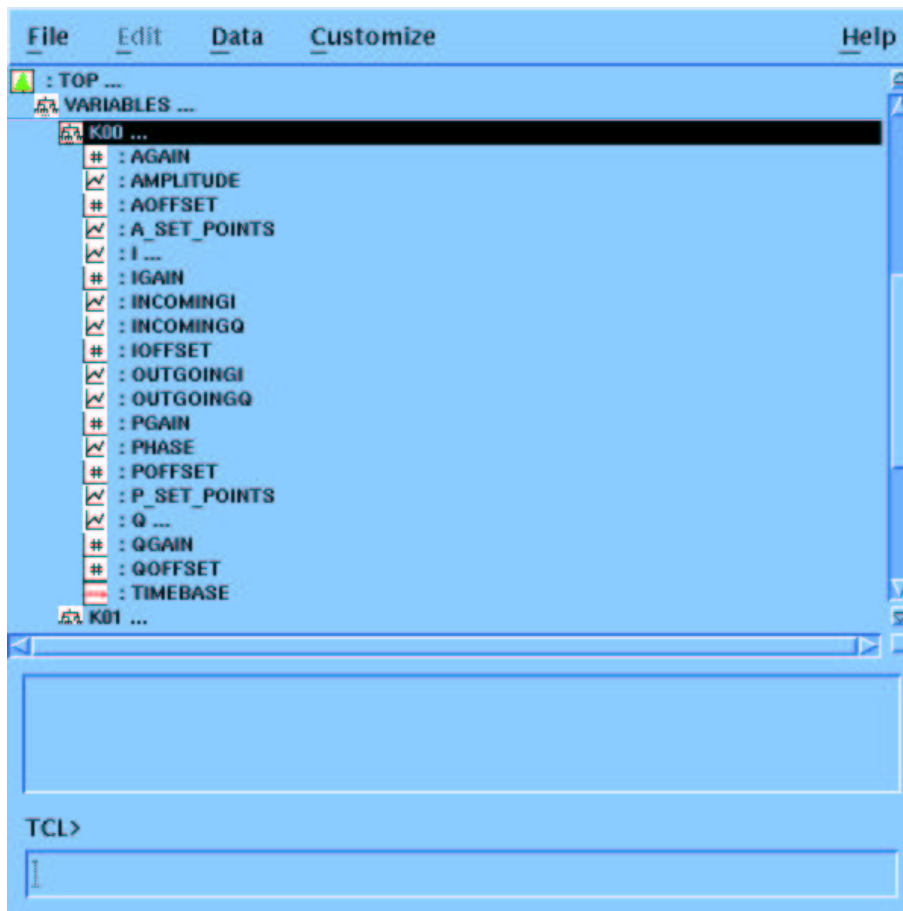 File Edit Data Customize Help
: TOP ...
VARIABLES ...
K00 ...
# : AGAIN
: AMPLITUDE
# : AOFFSET
: A_SET_POINTS
: I ...
# : IGAIN
: INCOMINGI
: INCOMINGQ
# : IOFFSET
: OUTGOINGI
: OUTGOINGQ
# : PGAIN
: PHASE
# : POFFSET
: P_SET_POINTS
: Q ...
# : QGAIN
# : QOFFSET
: TIMEBASE
K01 ...
TCL>